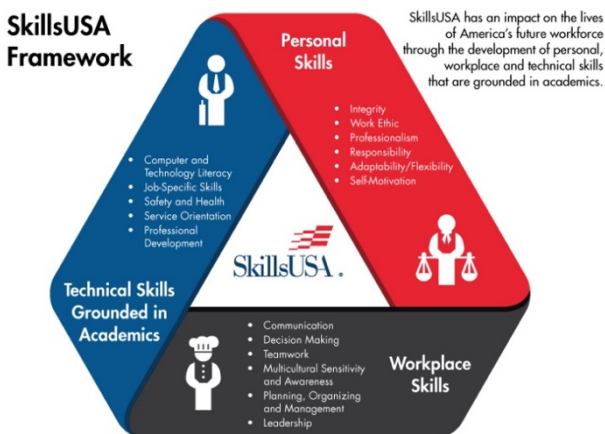 SkillsUSA
Framework
SkillsUSA has an impact on the lives
of America's future workforce
through the development of personal,
workplace and technical skills
that are grounded in academics.
Personal
Skills
• Integrity
• Work Ethic
• Professionalism
• Responsibility
• Adaptability/Flexibility
• Self-Motivation
• Computer and
Technology Literacy
• Job-Specific Skills
• Safety and Health
• Service Orientation
• Professional
Development
Technical Skills
Grounded in
Academics
SkillsUSA®
• Communication
• Decision Making
• Teamwork
• Multicultural Sensitivity
and Awareness
• Planning, Organizing
and Management
• Leadership
Workplace
Skills